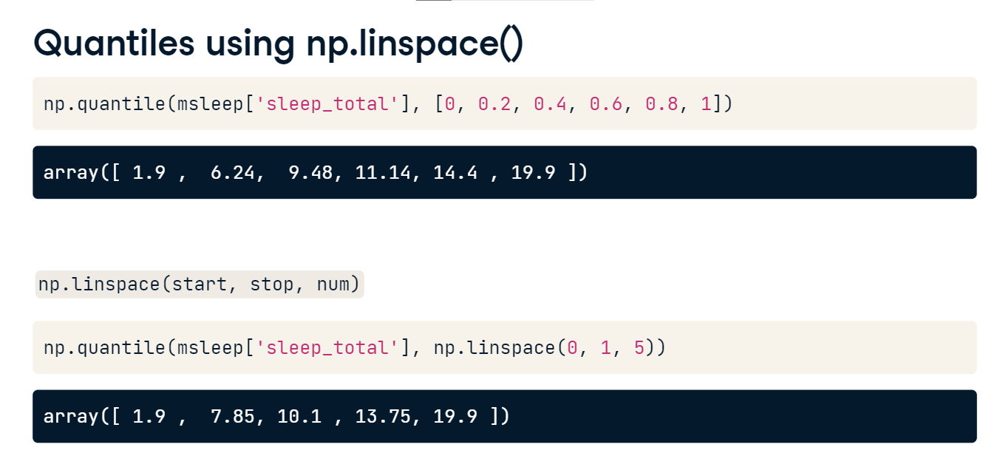 Quantiles using np.linspace()
np.quantile(msleep['sleep_total'], [0, 0.2, 0.4, 0.6, 0.8, 1])
array([ 1.9 ,  6.24,  9.48, 11.14, 14.4 , 19.9 ])
np.linspace(start, stop, num)
np.quantile(msleep['sleep_total'], np.linspace(0, 1, 5))
array([ 1.9 ,  7.85, 10.1 , 13.75, 19.9 ])